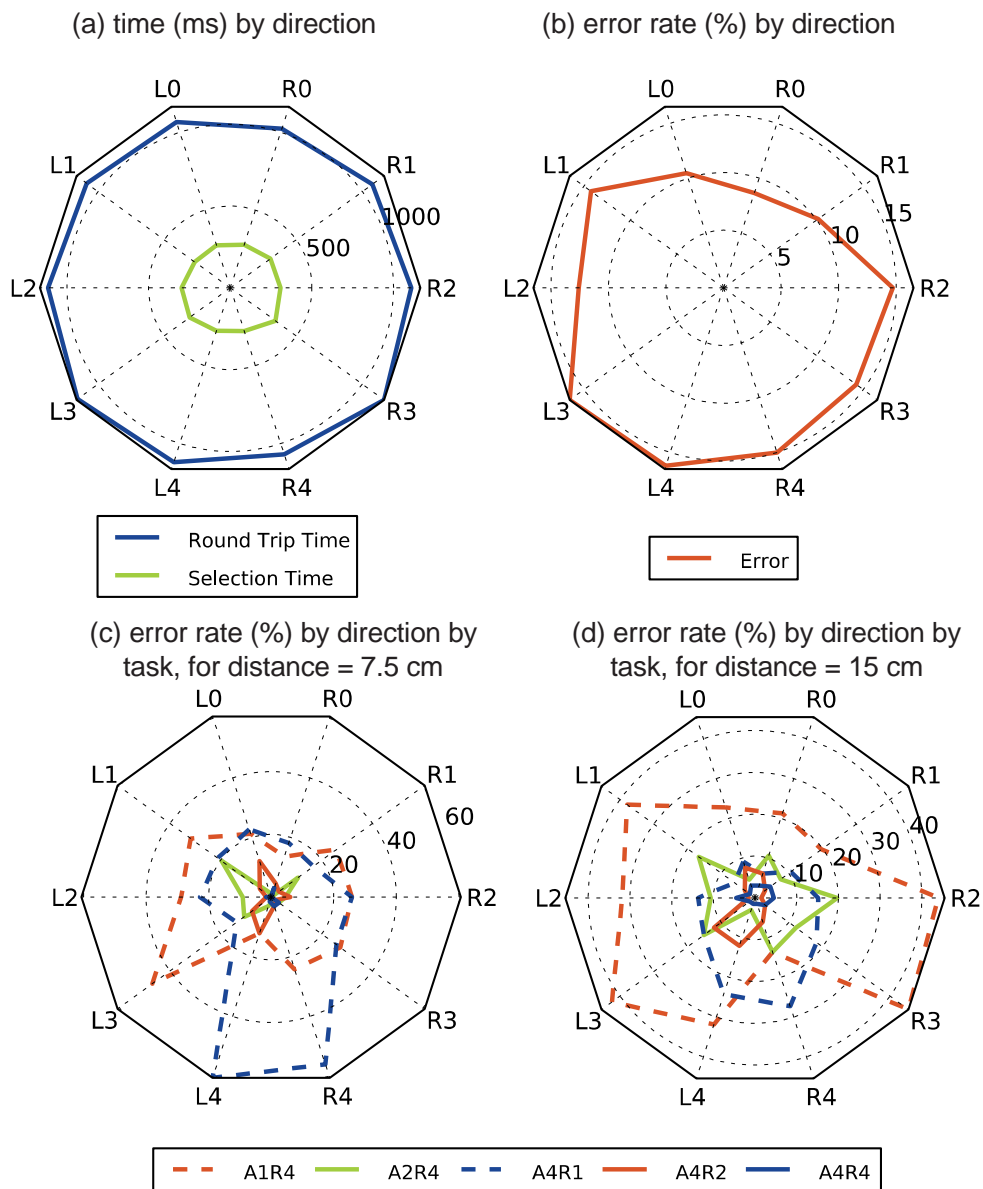 (a) time (ms) by direction
(b) error rate (%) by direction
L0 R0
L1 R1
1000
500
L2 R2
L3 R3
L4 R4
Round Trip Time
Selection Time
L0 R0
L1 R1
15
10
5
L2 R2
L3 R3
L4 R4
Error
(c) error rate (%) by direction by
task, for distance = 7.5 cm
(d) error rate (%) by direction by
task, for distance = 15 cm
L0 R0
L1 R1
60
40
20
L2 R2
L3 R3
L4 R4
L0 R0
L1 R1
40
30
20
10
L2 R2
L3 R3
L4 R4
A1R4 A2R4 A4R1 A4R2 A4R4